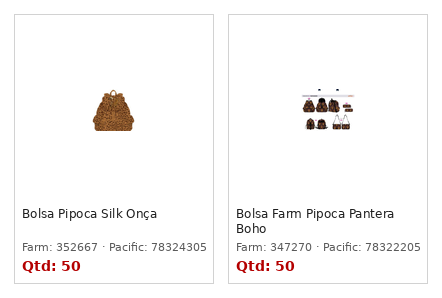 Bolsa Pipoca Silk Onça
Farm: 352667 · Pacific: 78324305
Qtd: 50
Bolsa Farm Pipoca Pantera
Boho
Farm: 347270 · Pacific: 78322205
Qtd: 50